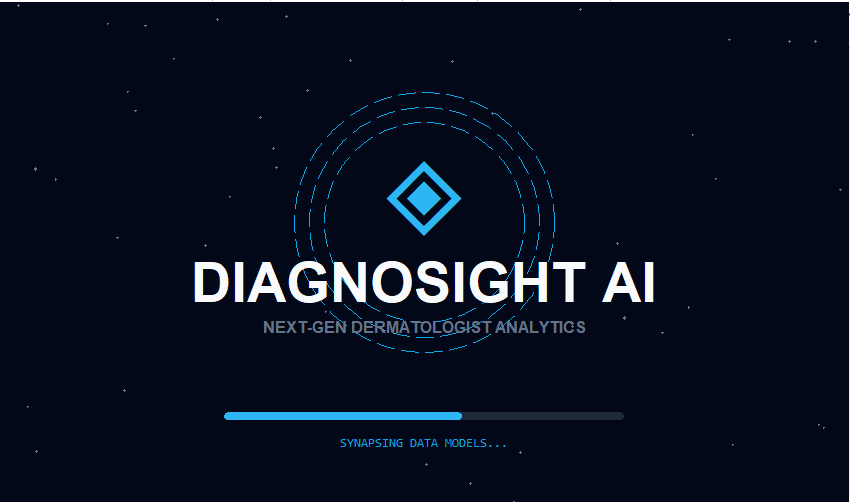 DIAGNOSIGHT AI
NEXT-GEN DERMATOLOGIST ANALYTICS
SYNAPSING DATA MODELS...